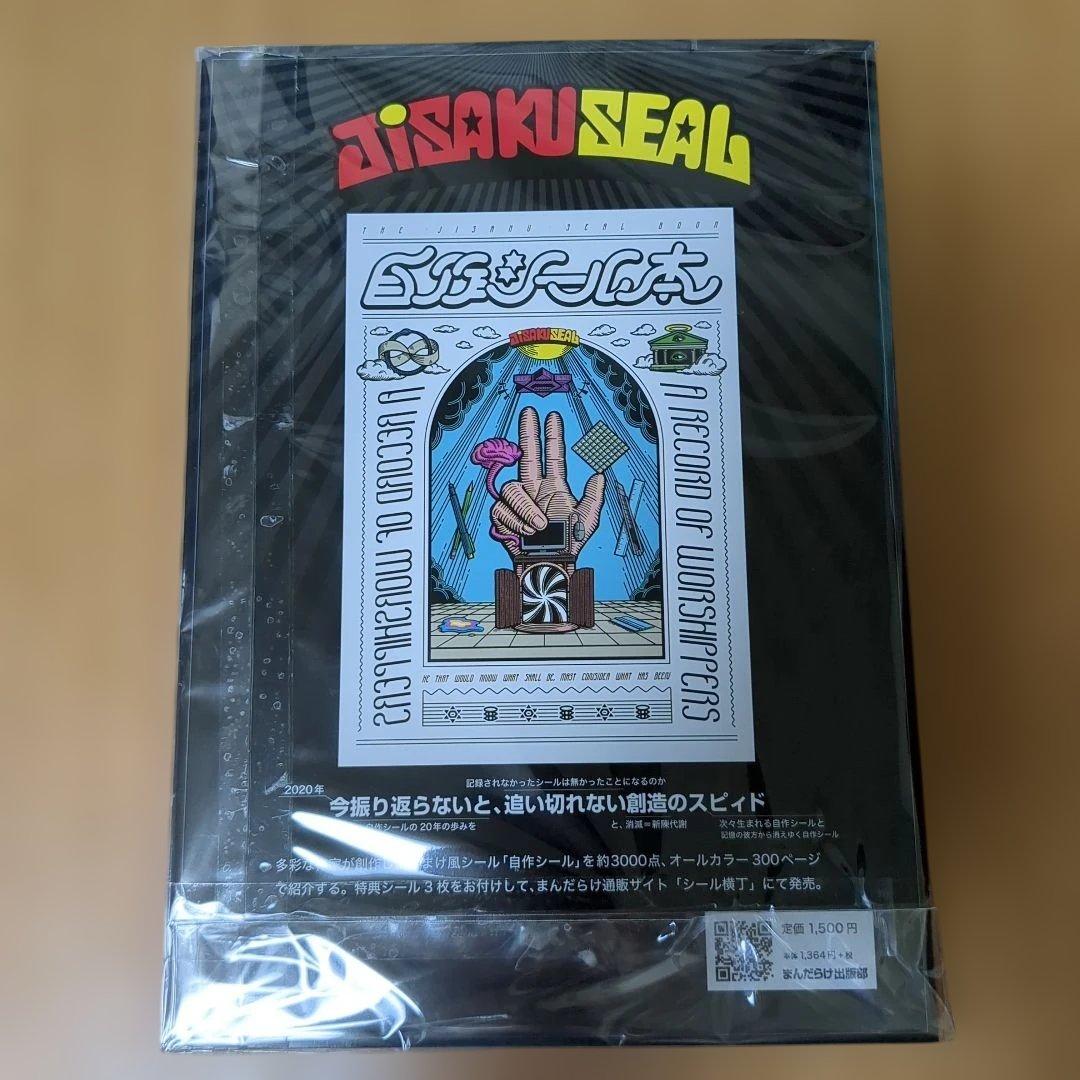 JiSAKUSEAL
THE JISAKU SEAL BOOK
自作シール本
JiSAKUSEAL
A RECORD OF WORSHIPPERS
A RECORD OF WORSHIPPERS
HE THAT WOULD KNOW WHAT SHALL BE, MAST CONSIDER WHAT HAS BEEN
記録されなかったシールは無かったことになるのか
2020年
今振り返らないと、追い切れない創造のスピィド
自作シールの20年の歩みを と、消滅＝新陳代謝 次々生まれる自作シールと
記憶の彼方から消えゆく自作シール
多彩な 家が創作し まけ風シール「自作シール」を約3000点、オールカラー300ページ
で紹介する。特典シール3枚をお付けして、まんだらけ通販サイト「シール横丁」にて発売。
定価 1,500円
本体 1,364円+税
まんだらけ出版部